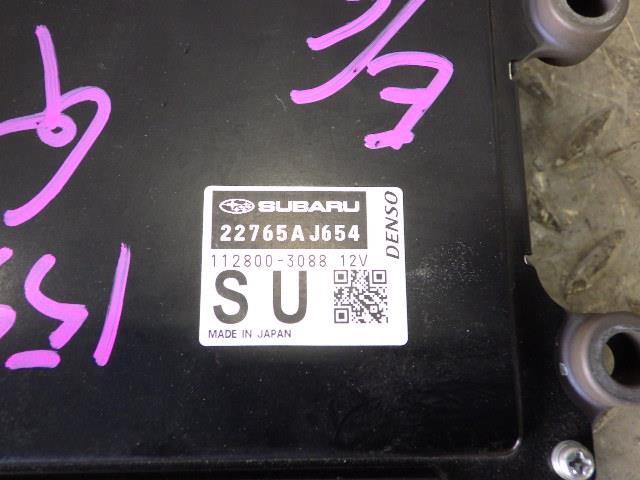 SUBARU
22765AJ654
112800-3088 12V
DENSO
SU
MADE IN JAPAN